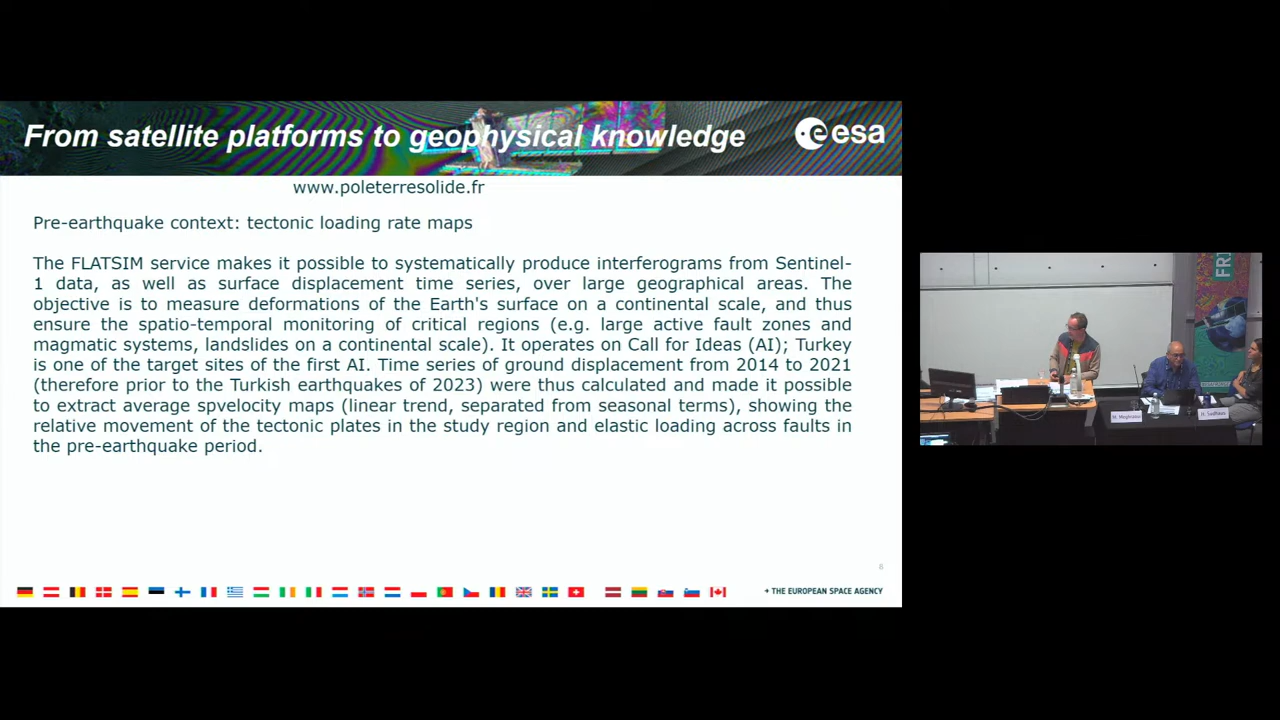 From satellite platforms to geophysical knowledge
esa
www.poleterresolide.fr
Pre-earthquake context: tectonic loading rate maps
The FLATSIM service makes it possible to systematically produce interferograms from Sentinel-
1 data, as well as surface displacement time series, over large geographical areas. The
objective is to measure deformations of the Earth's surface on a continental scale, and thus
ensure the spatio-temporal monitoring of critical regions (e.g. large active fault zones and
magmatic systems, landslides on a continental scale). It operates on Call for Ideas (AI); Turkey
is one of the target sites of the first AI. Time series of ground displacement from 2014 to 2021
(therefore prior to the Turkish earthquakes of 2023) were thus calculated and made it possible
to extract average spvelocity maps (linear trend, separated from seasonal terms), showing the
relative movement of the tectonic plates in the study region and elastic loading across faults in
the pre-earthquake period.
8
→ THE EUROPEAN SPACE AGENCY
FRI